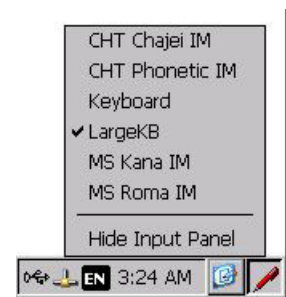 CHT Chajei IM
CHT Phonetic IM
Keyboard
LargeKB
MS Kana IM
MS Roma IM
Hide Input Panel
EN 3:24 AM